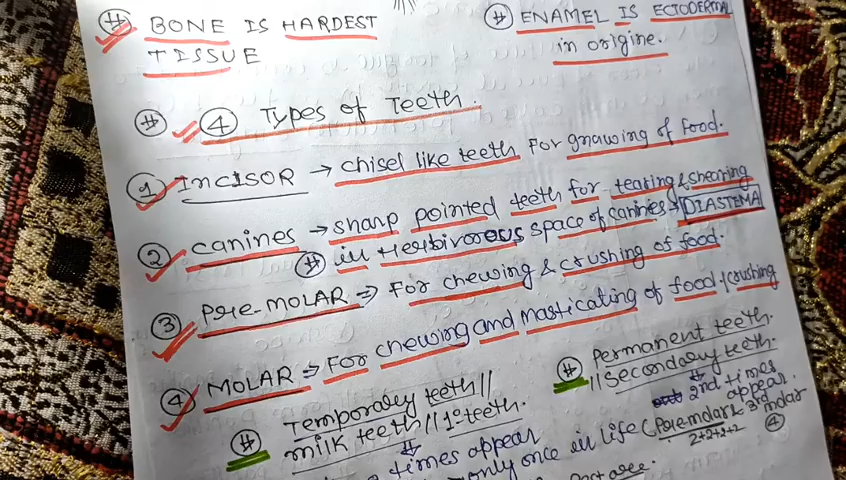 # BONE IS HARDEST
TISSUE
# ENAMEL IS ECTODERMAL
in origine.
# 4 Types of Teeth.
1 INCISOR → chisel like teeth For gnawing of food.
2 canines → sharp pointed teeth for tearing & shearing
# in Herbivorous space of canines → DIASTEMA
3 Pre-MOLAR ⇒ For chewing & crushing of food.
4 MOLAR ⇒ For chewing and masticating of food & crushing
# Temporaley teeth//
milk teeth//1° teeth.
times appear
only once in life (Premolar & 3rd molar
2+2+2+2 4
# permanent teeth.
//secondaley teeth.
2nd times
appear.